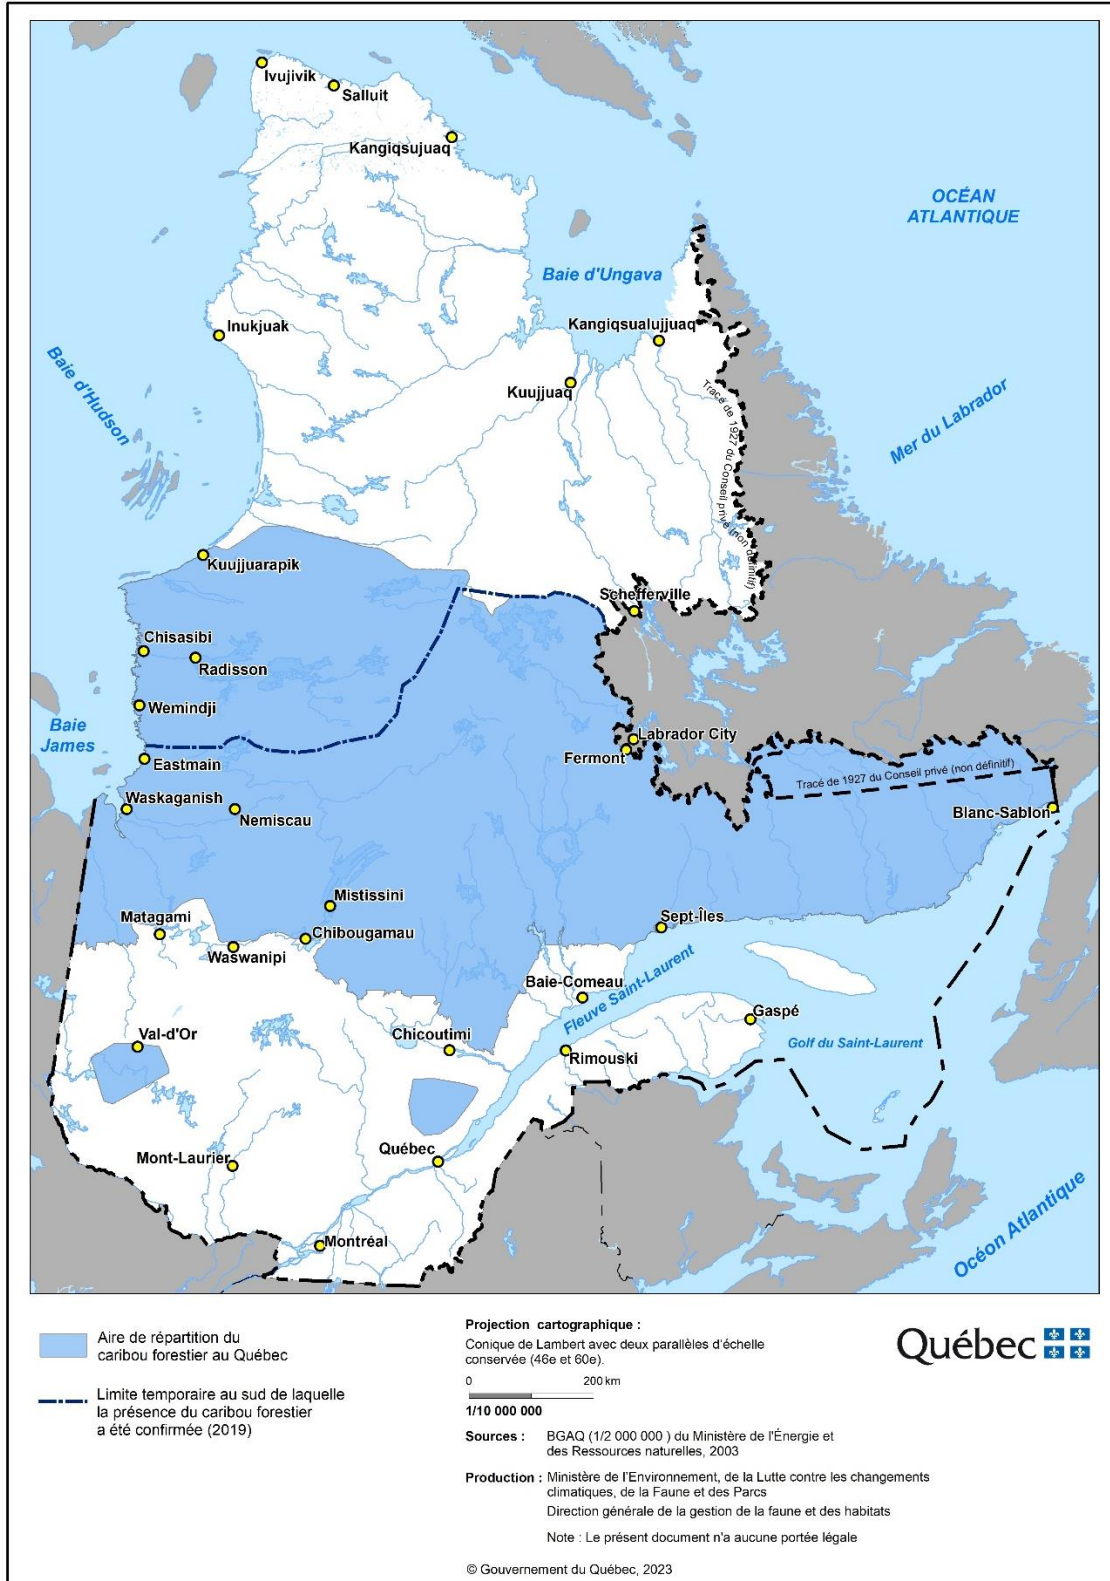 Ivujivik
Salluit
Kangiqsujuaq
OCÉAN
ATLANTIQUE
Baie d'Ungava
Inukjuak
Kangiqsualujjuaq
Baie d'Hudson
Kuujjuaq
Tracé de 1927 du Conseil privé (non définitif)
Mer du Labrador
Kuujjuarapik
Schefferville
Chisasibi
Radisson
Wemindji
Baie
James
Labrador City
Eastmain
Fermont
Tracé de 1927 du Conseil privé (non définitif)
Waskaganish
Nemiscau
Blanc-Sablon
Mistissini
Matagami
Sept-Îles
Chibougamau
Waswanipi
Baie-Comeau
Fleuve Saint-Laurent
Gaspé
Val-d'Or
Chicoutimi
Rimouski
Golf du Saint-Laurent
Québec
Mont-Laurier
Océon Atlantique
Montréal
Aire de répartition du
caribou forestier au Québec
Limite temporaire au sud de laquelle
la présence du caribou forestier
a été confirmée (2019)
Projection cartographique :
Conique de Lambert avec deux parallèles d'échelle
conservée (46e et 60e).
0 200 km
1/10 000 000
Sources : BGAQ (1/2 000 000 ) du Ministère de l'Énergie et
des Ressources naturelles, 2003
Production : Ministère de l'Environnement, de la Lutte contre les changements
climatiques, de la Faune et des Parcs
Direction générale de la gestion de la faune et des habitats
Note : Le présent document n'a aucune portée légale
© Gouvernement du Québec, 2023
Québec